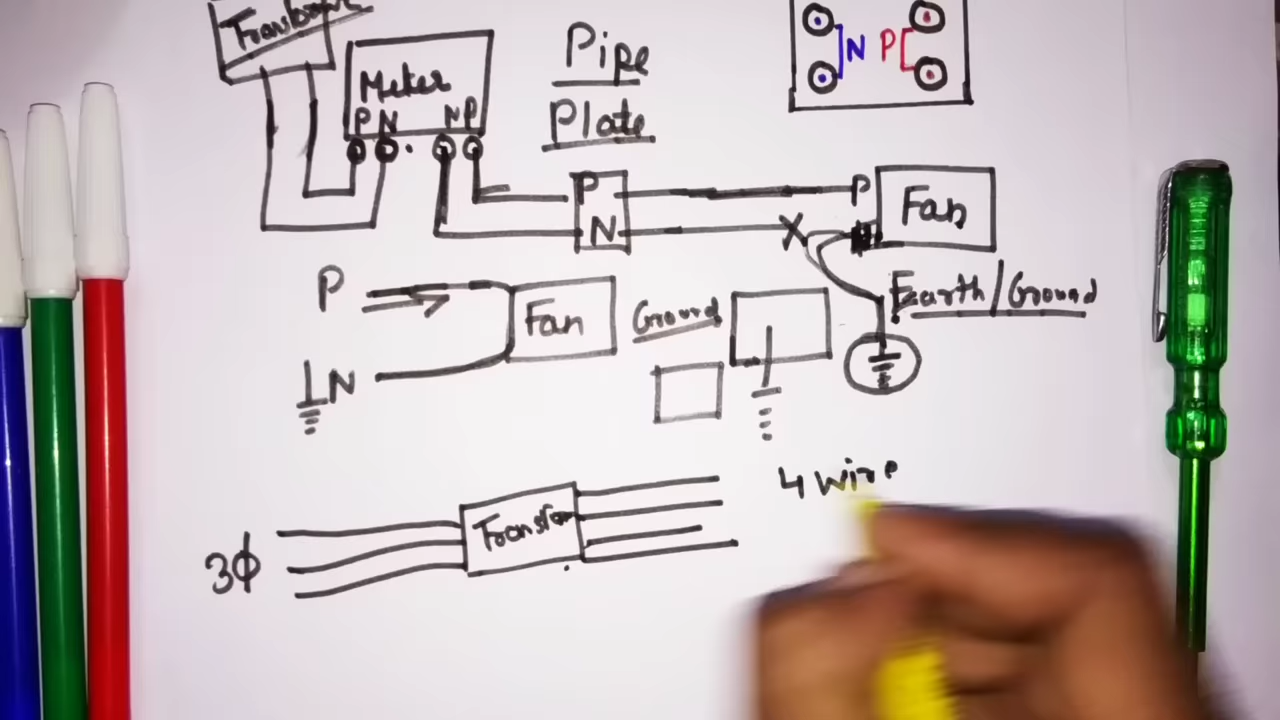 Transformer
Meter
P N N P
Pipe
Plate
N P
P
N
P
Fan
Earth/Ground
P
Fan
Ground
N
3Φ
Transfor
4 wire